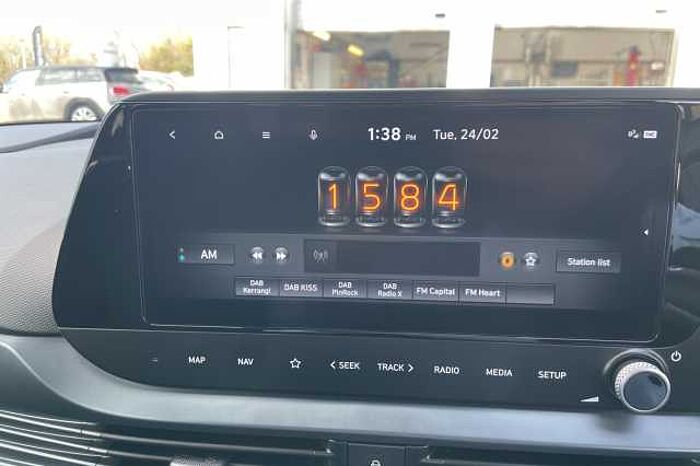 1:38 PM Tue, 24/02
1584
AM Station list
DAB Kerrang! DAB KISS DAB PlnRock DAB Radio X FM Capital FM Heart
MAP NAV SEEK TRACK RADIO MEDIA SETUP